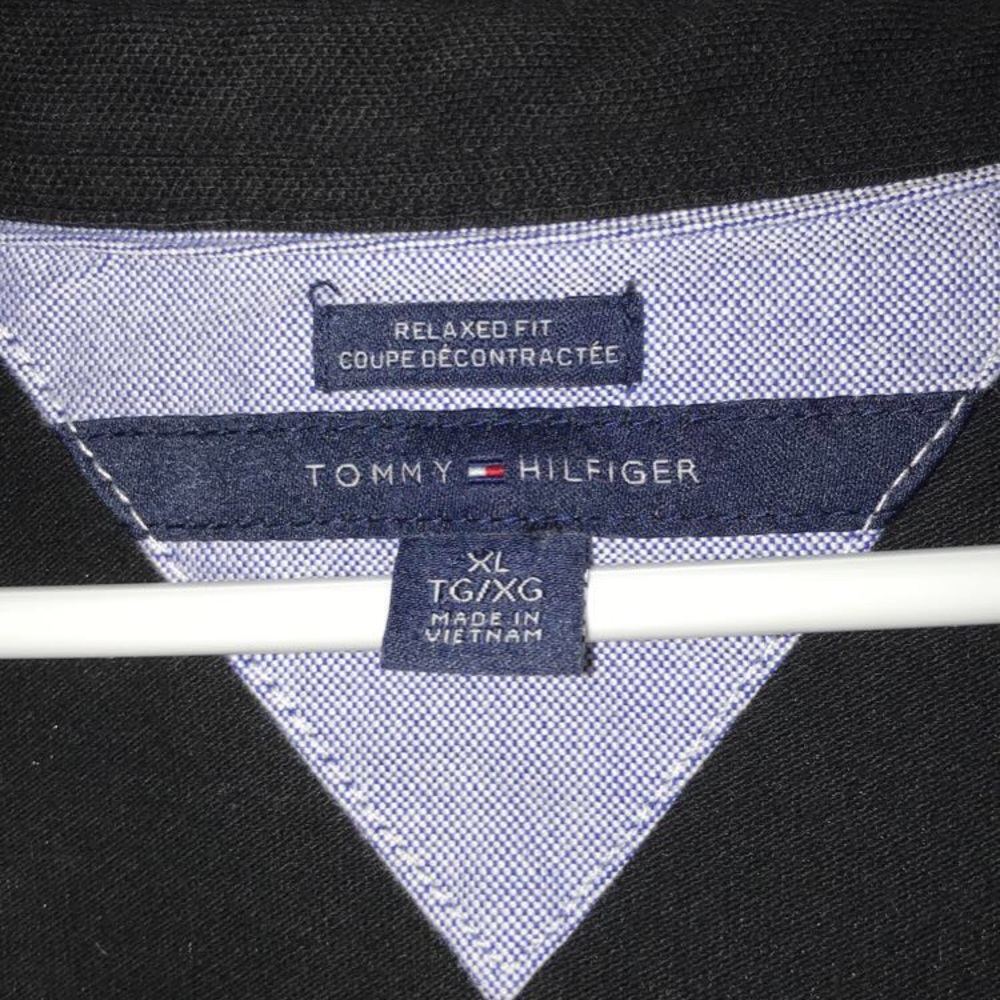 RELAXED FIT
COUPE DÉCONTRACTÉE
TOMMY HILFIGER
XL
TG/XG
MADE IN
VIETNAM